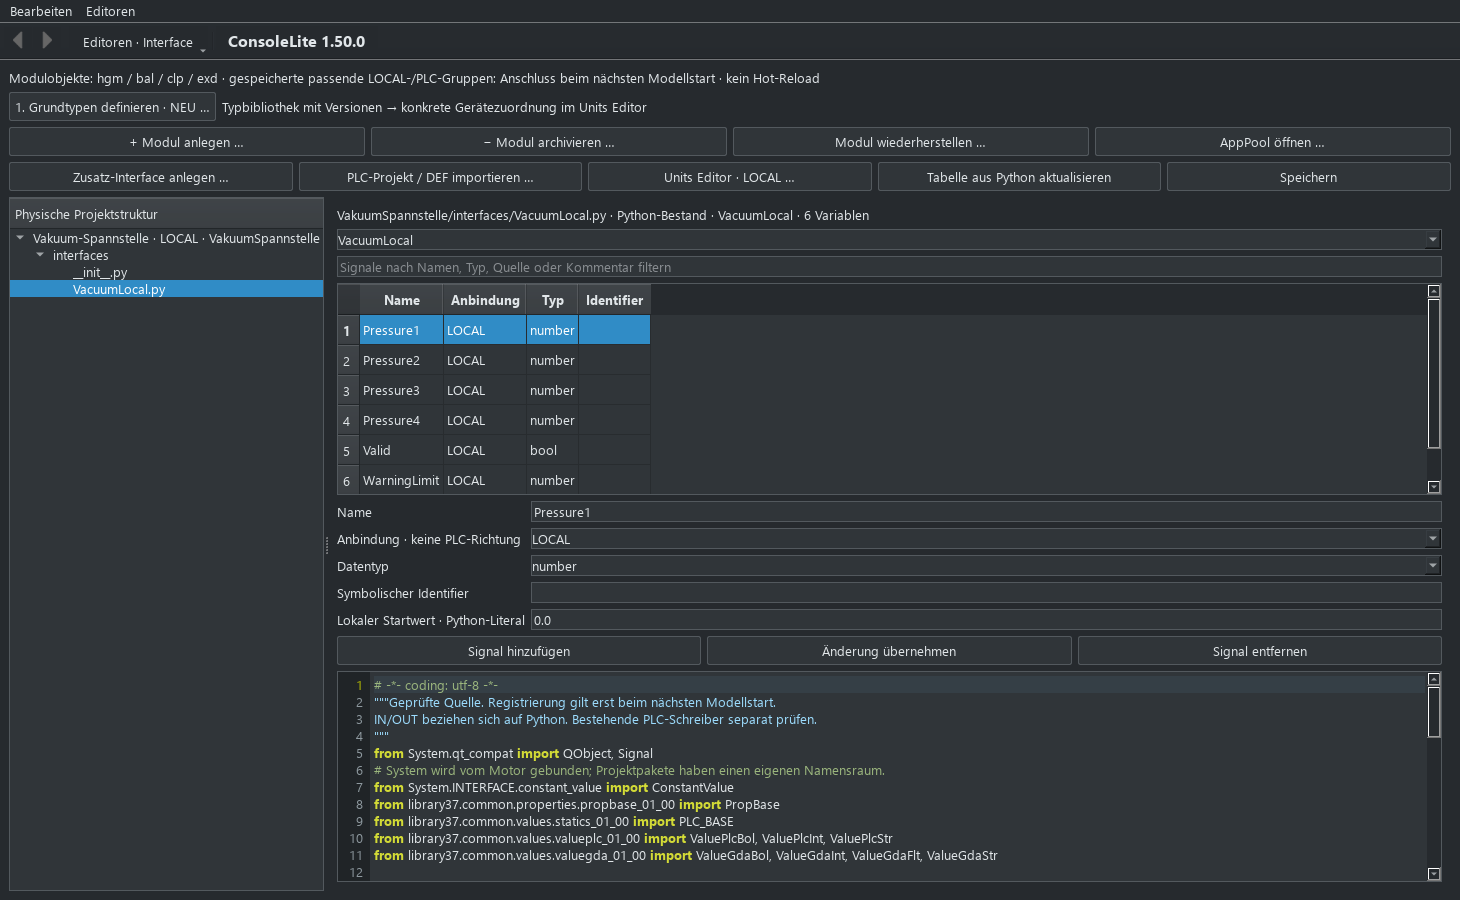 Bearbeiten Editoren
Editoren · Interface ConsoleLite 1.50.0
Modulobjekte: hgm / bal / clp / exd · gespeicherte passende LOCAL-/PLC-Gruppen: Anschluss beim nächsten Modellstart · kein Hot-Reload
1. Grundtypen definieren · NEU ... Typbibliothek mit Versionen → konkrete Gerätezuordnung im Units Editor
+ Modul anlegen ... − Modul archivieren ... Modul wiederherstellen ... AppPool öffnen ...
Zusatz-Interface anlegen ... PLC-Projekt / DEF importieren ... Units Editor · LOCAL ... Tabelle aus Python aktualisieren Speichern
Physische Projektstruktur
Vakuum-Spannstelle · LOCAL · VakuumSpannstelle
interfaces
__init__.py
VacuumLocal.py
VakuumSpannstelle/interfaces/VacuumLocal.py · Python-Bestand · VacuumLocal · 6 Variablen
VacuumLocal
Signale nach Namen, Typ, Quelle oder Kommentar filtern
Name Anbindung Typ Identifier
1 Pressure1 LOCAL number
2 Pressure2 LOCAL number
3 Pressure3 LOCAL number
4 Pressure4 LOCAL number
5 Valid LOCAL bool
6 WarningLimit LOCAL number
Name Pressure1
Anbindung · keine PLC-Richtung LOCAL
Datentyp number
Symbolischer Identifier
Lokaler Startwert · Python-Literal 0.0
Signal hinzufügen Änderung übernehmen Signal entfernen
1 # -*- coding: utf-8 -*-
2 """Geprüfte Quelle. Registrierung gilt erst beim nächsten Modellstart.
3 IN/OUT beziehen sich auf Python. Bestehende PLC-Schreiber separat prüfen.
4 """
5 from System.qt_compat import QObject, Signal
6 # System wird vom Motor gebunden; Projektpakete haben einen eigenen Namensraum.
7 from System.INTERFACE.constant_value import ConstantValue
8 from library37.common.properties.propbase_01_00 import PropBase
9 from library37.common.values.statics_01_00 import PLC_BASE
10 from library37.common.values.valueplc_01_00 import ValuePlcBol, ValuePlcInt, ValuePlcStr
11 from library37.common.values.valuegda_01_00 import ValueGdaBol, ValueGdaInt, ValueGdaFlt, ValueGdaStr
12